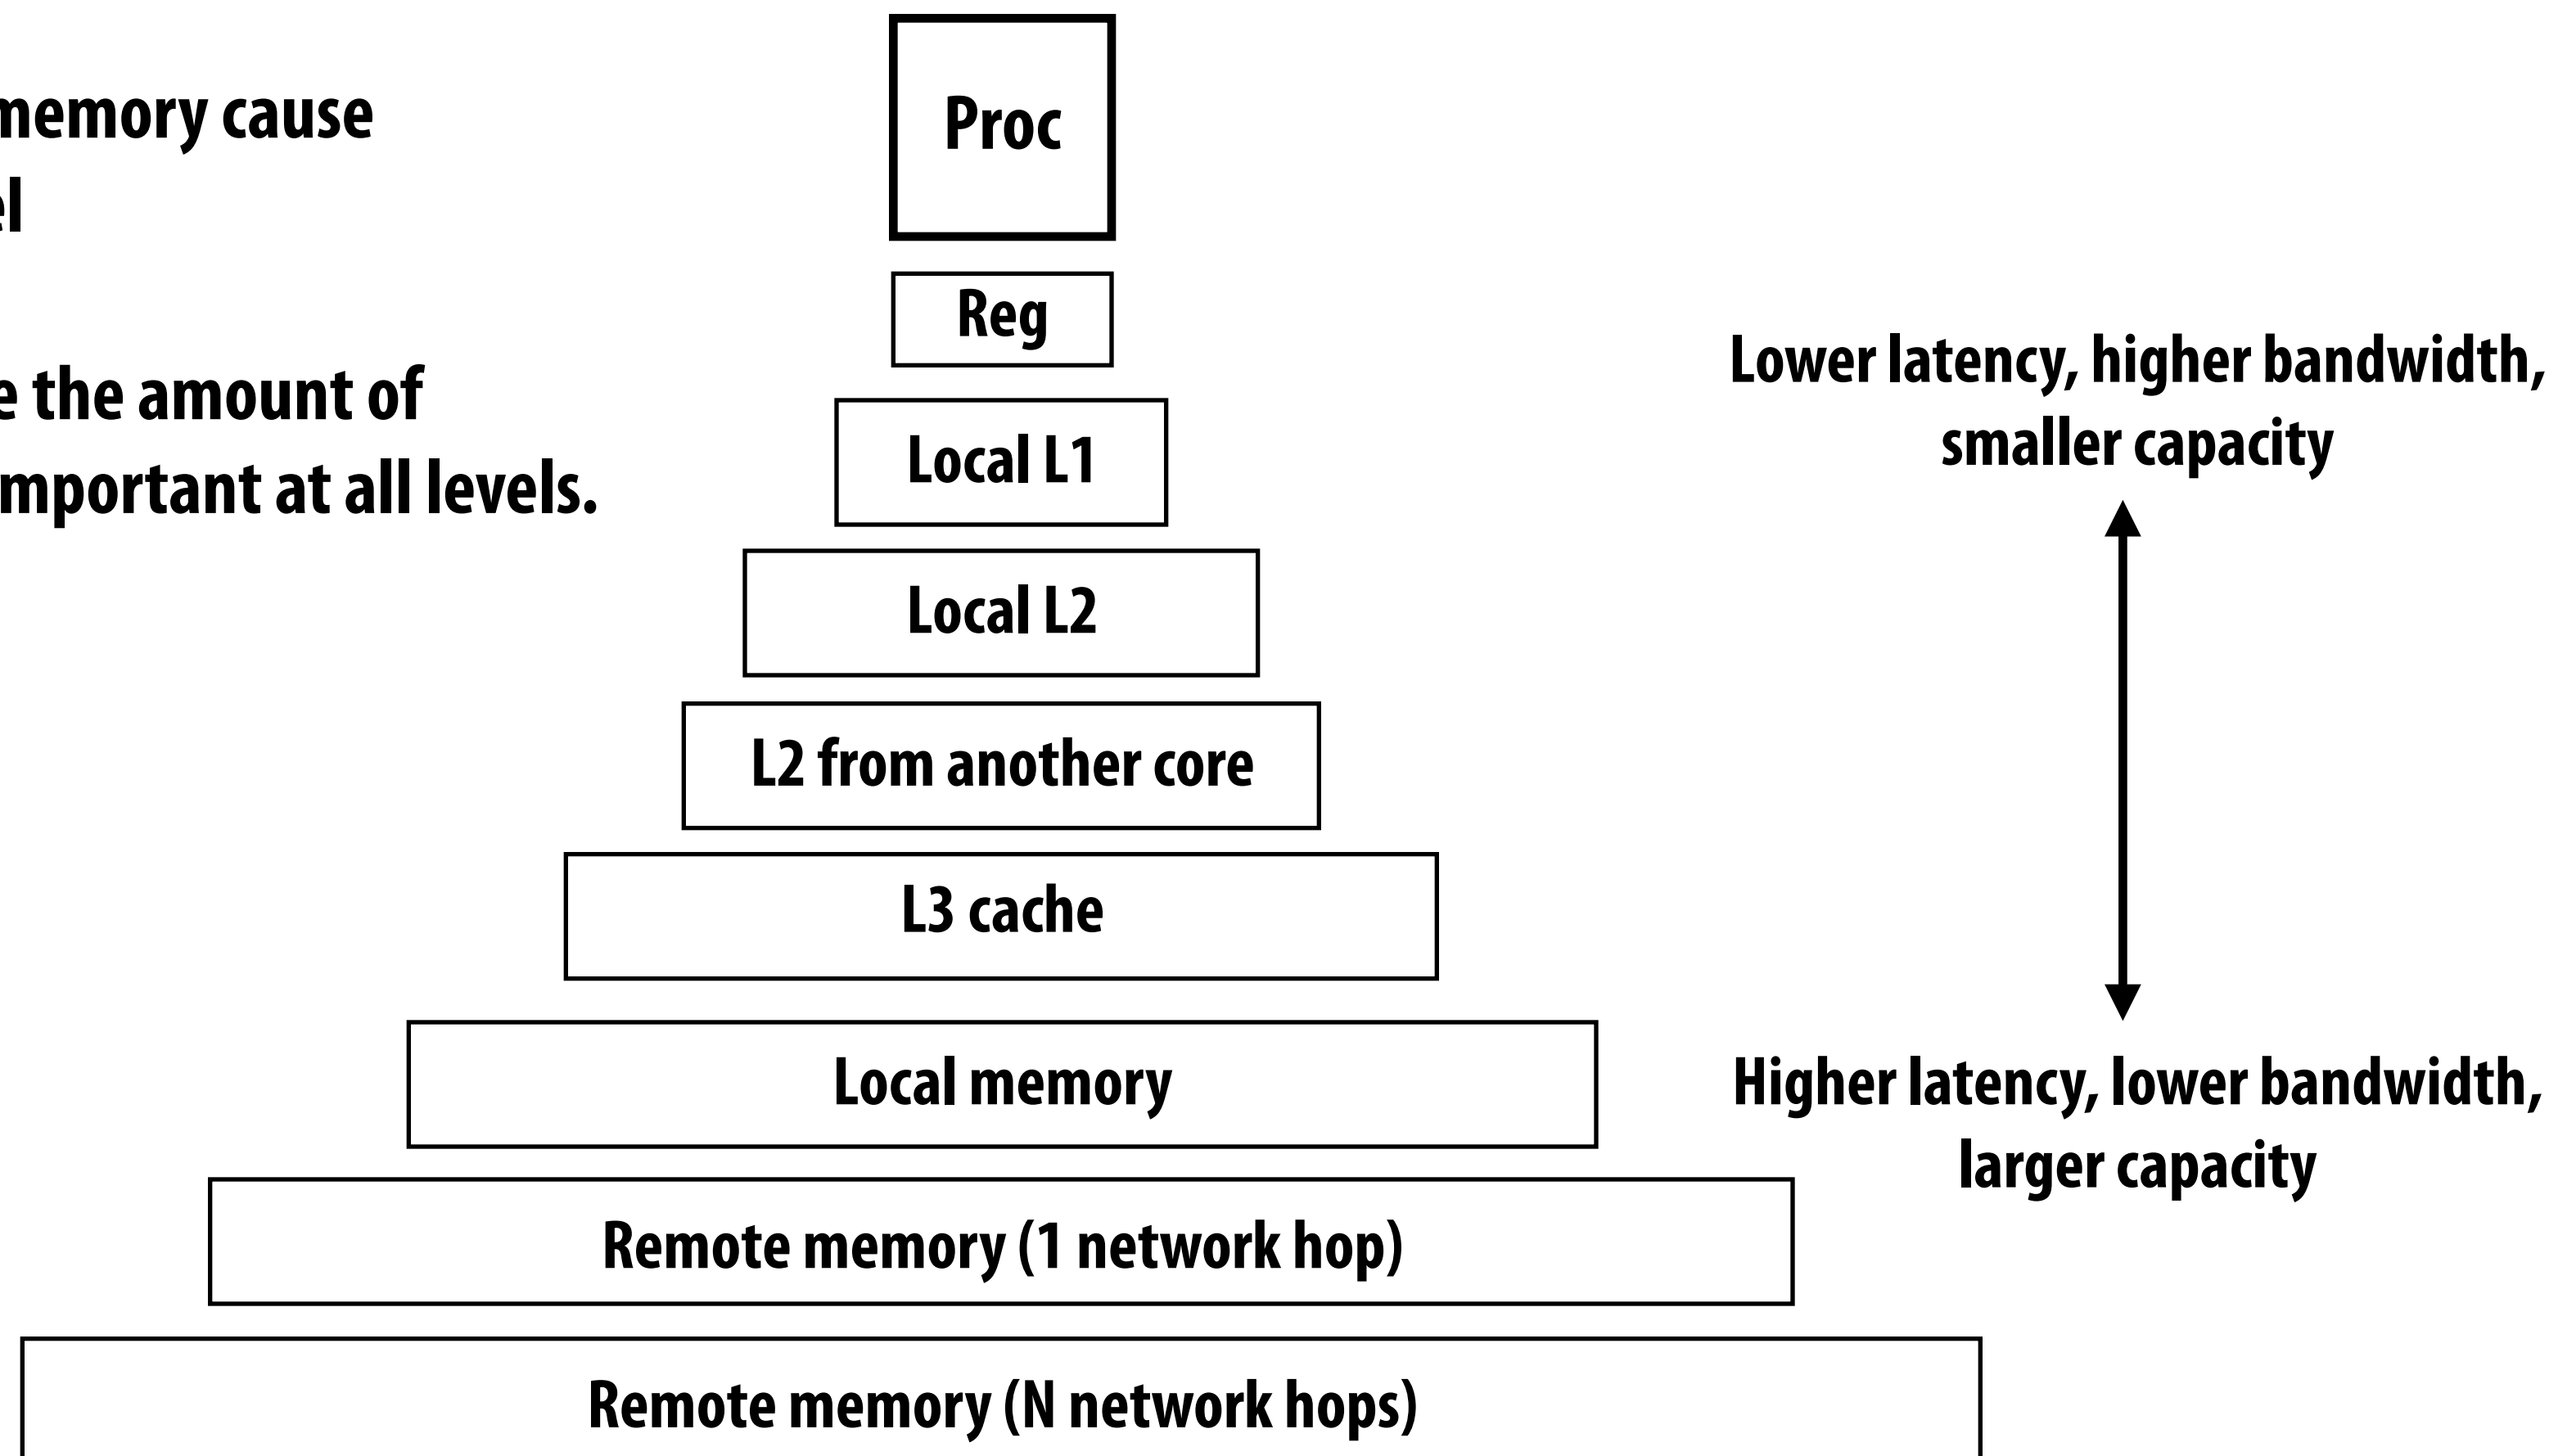 memory cause
Proc
Reg
Lower latency, higher bandwidth,
smaller capacity
the amount of
important at all levels.
Local L1
Local L2
L2 from another core
L3 cache
Local memory
Higher latency, lower bandwidth,
larger capacity
Remote memory (1 network hop)
Remote memory (N network hops)